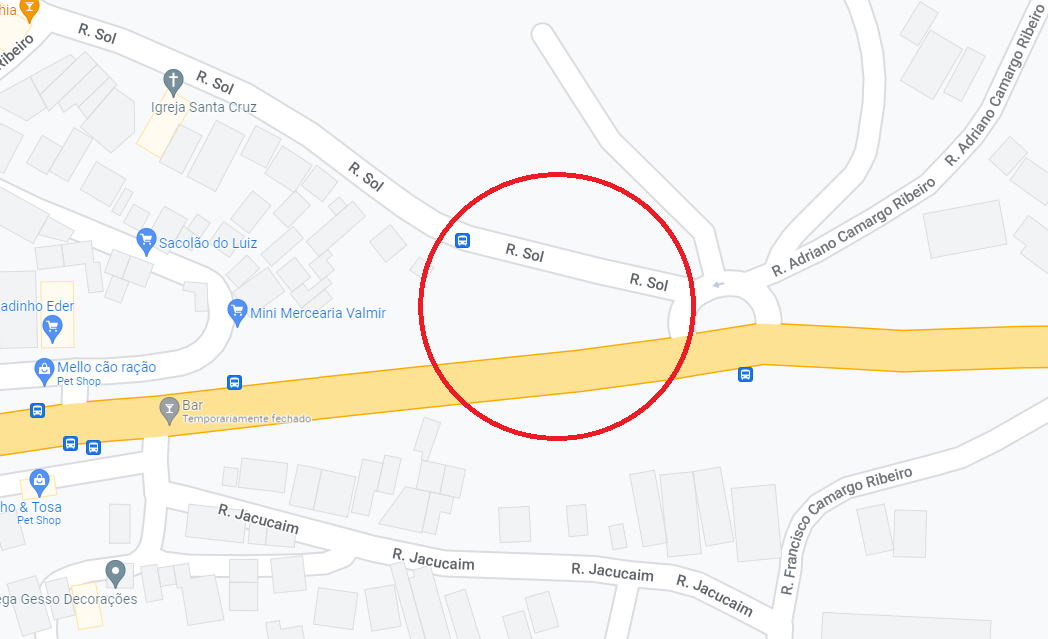 hia
R. Sol
Ribeiro
R. Sol
Igreja Santa Cruz
R. Sol
R. Adriano Camargo Ribeiro
R. Adriano Camargo Ribeiro
Sacolão do Luiz
R. Sol
R. Sol
adinho Eder
Mini Mercearia Valmir
Mello cão ração
Pet Shop
Bar
Temporariamente fechado
ho & Tosa
Pet Shop
R. Jacucaim
R. Francisco Camargo Ribeiro
R. Jacucaim
R. Jacucaim
R. Jacucaim
ega Gesso Decorações